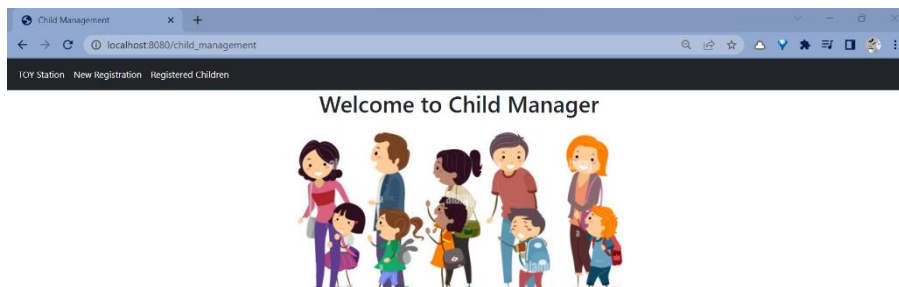 Child Management
localhost:8080/child_management
TOY Station New Registration Registered Children
Welcome to Child Manager